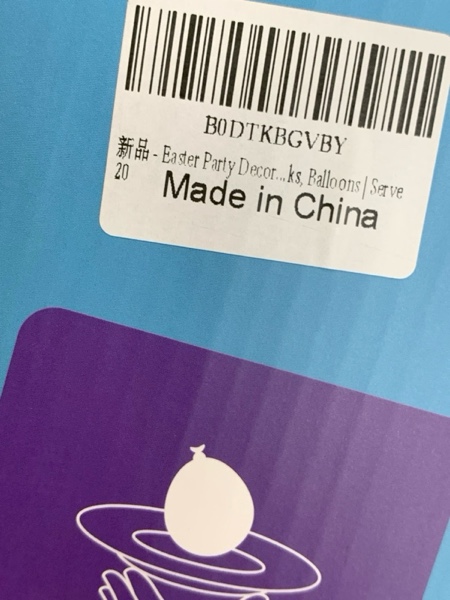 B0DTKBGVBY
新品 - Easter Party Decor...ks, Balloons | Serve
20
Made in China